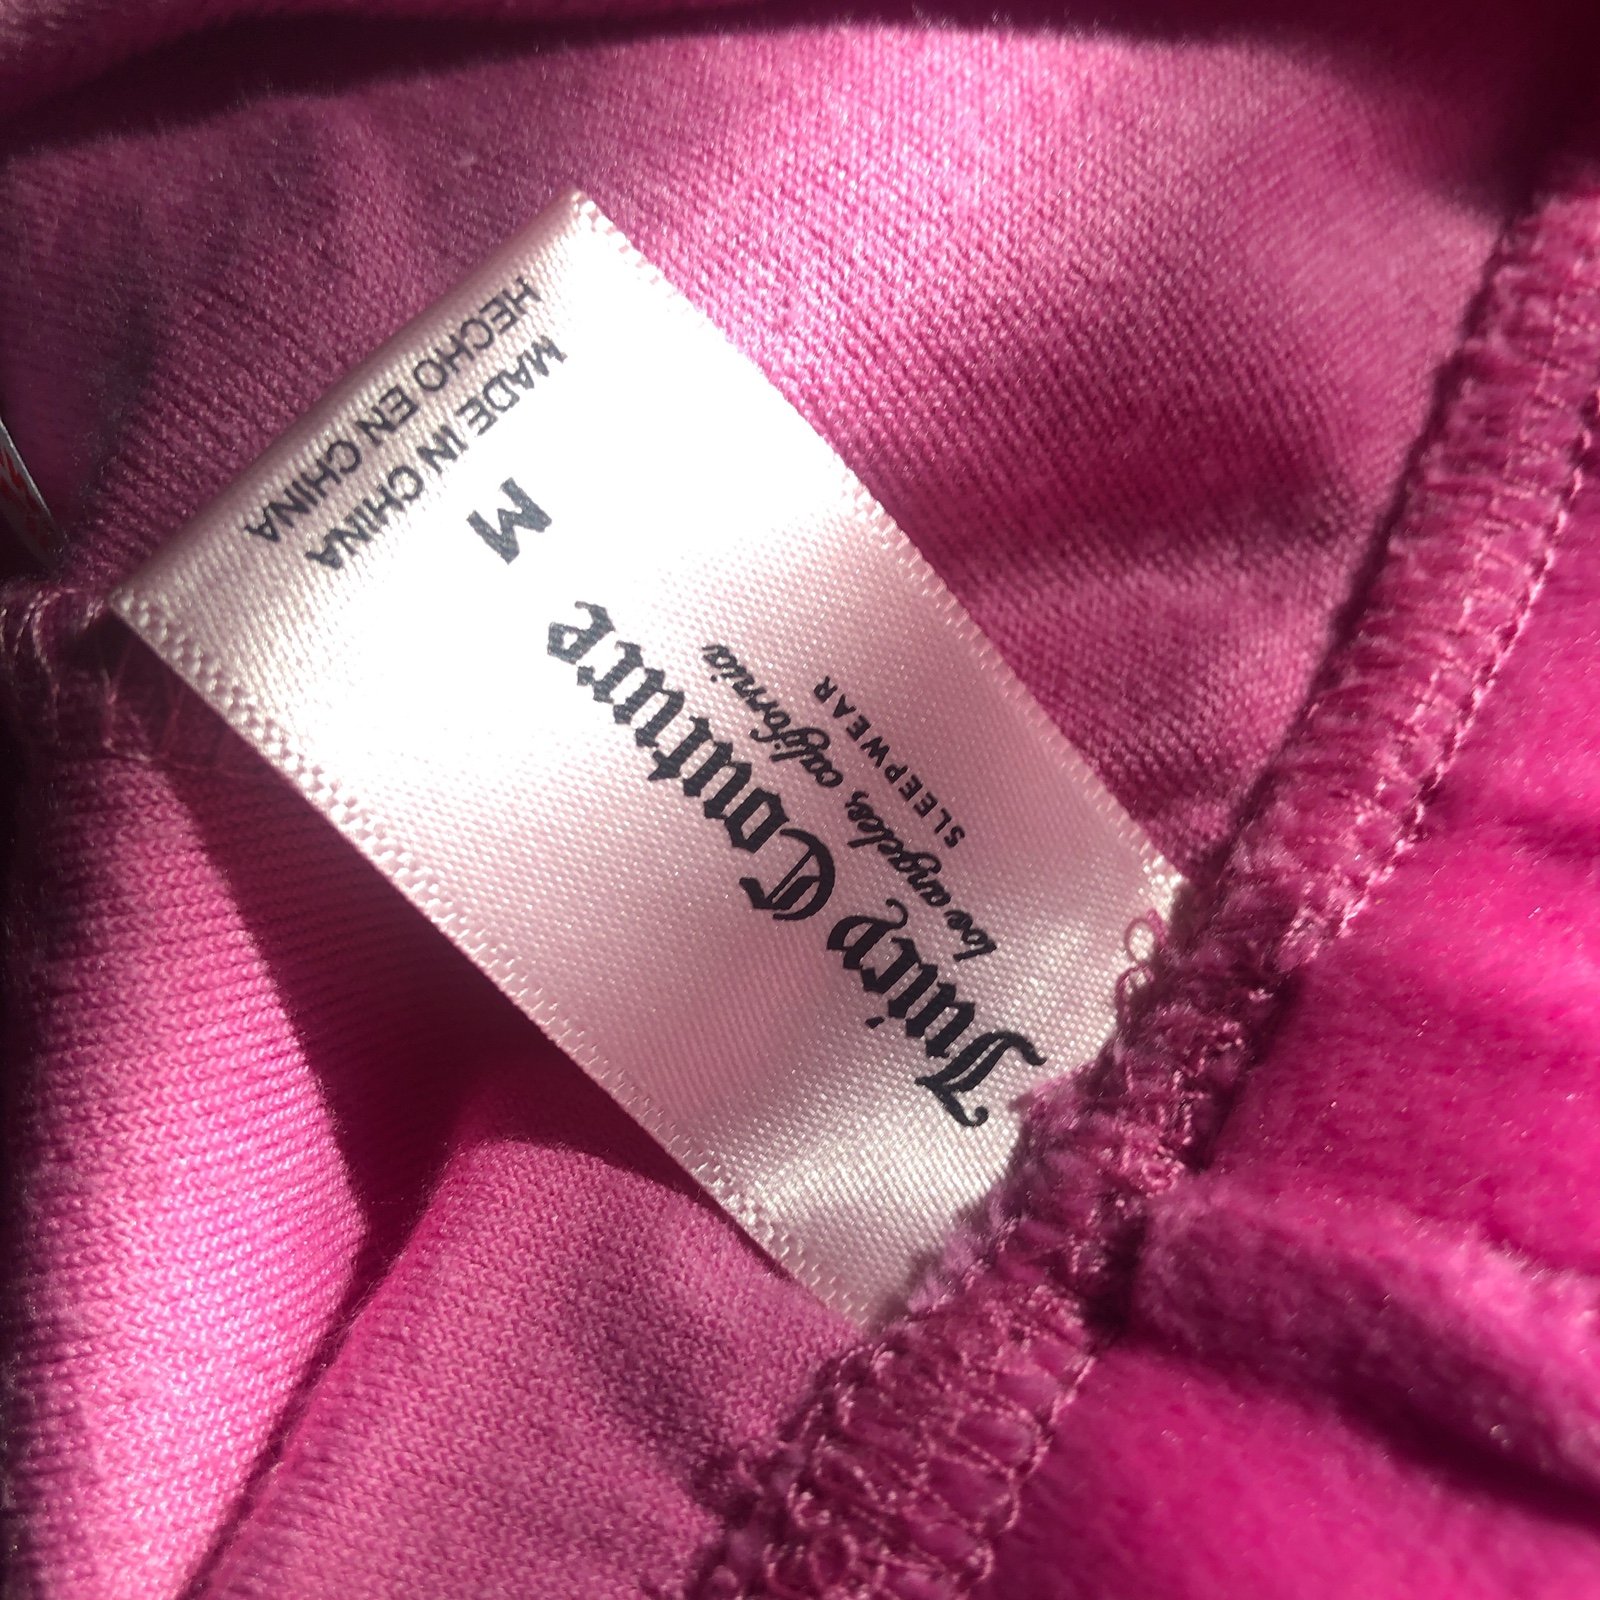 Juicy Couture
los angeles, california
SLEEPWEAR
M
MADE IN CHINA
HECHO EN CHINA